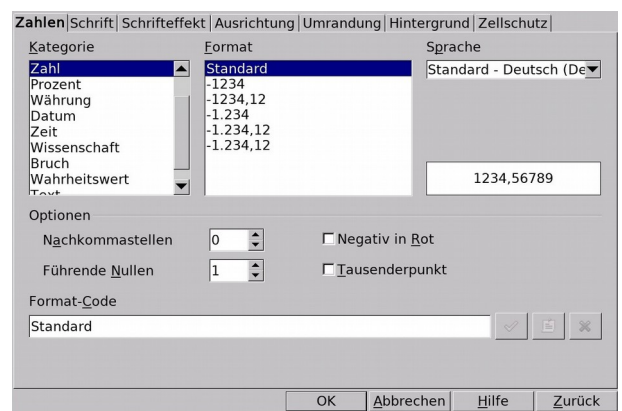 Zahlen Schrift Schrifteffekt Ausrichtung Umrandung Hintergrund Zellschutz
Kategorie
Zahl
Prozent
Währung
Datum
Zeit
Wissenschaft
Bruch
Wahrheitswert
Text
Format
Standard
-1234
-1234,12
-1.234
-1.234,12
-1.234,12
Sprache
Standard - Deutsch (De
1234,56789
Optionen
Nachkommastellen 0 Negativ in Rot
Führende Nullen 1 Tausenderpunkt
Format-Code
Standard
OK Abbrechen Hilfe Zurück